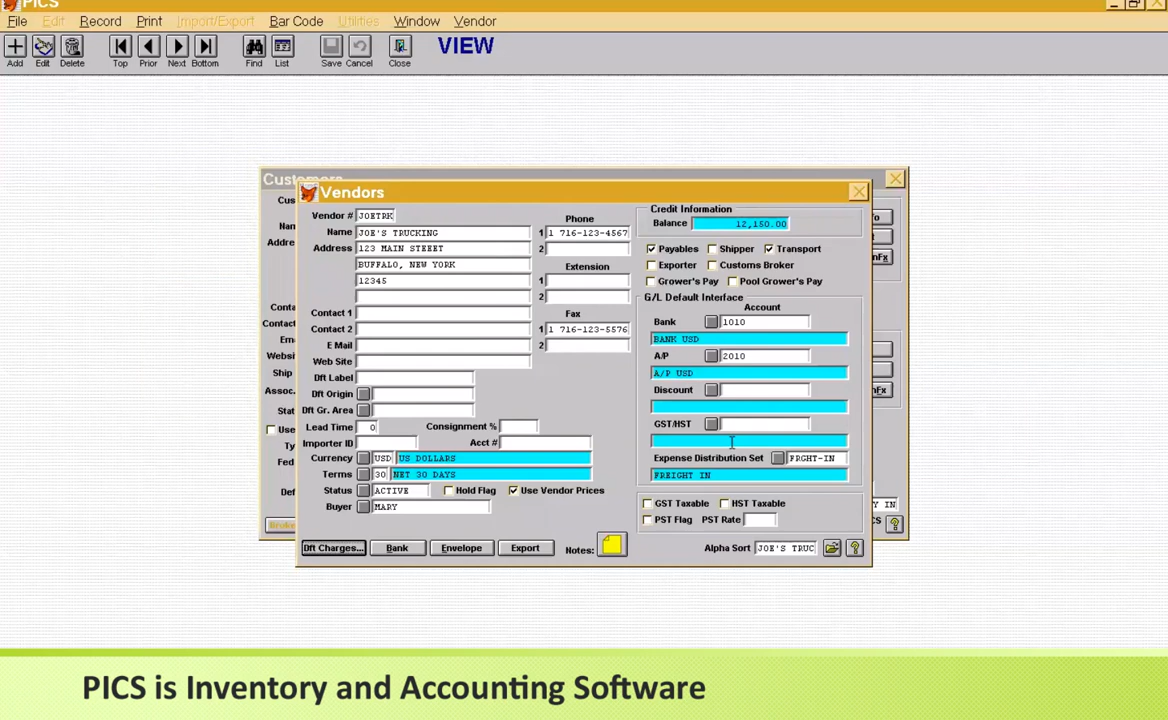 PICS
File Edit Record Print Import/Export Bar Code Utilities Window Vendor
Add Edit Delete Top Prior Next Bottom Find List Save Cancel Close VIEW
Customers
Vendors
Vendor # JOETRK
Name JOE'S TRUCKING
Address 123 MAIN STEEET
BUFFALO, NEW YORK
12345
Contact 1
Contact 2
E Mail
Web Site
Dft Label
Dft Origin
Dft Gr. Area
Lead Time 0 Consignment %
Importer ID Acct #
Currency USD US DOLLARS
Terms 30 NET 30 DAYS
Status ACTIVE Hold Flag Use Vendor Prices
Buyer MARY
Phone
1 1 716-123-4567
2
Extension
1
2
Fax
1 1 716-123-5576
2
Credit Information
Balance 12,150.00
Payables Shipper Transport
Exporter Customs Broker
Grower's Pay Pool Grower's Pay
G/L Default Interface
Account
Bank 1010
BANK USD
A/P 2010
A/P USD
Discount
GST/HST
Expense Distribution Set FRGHT-IN
FREIGHT IN
GST Taxable HST Taxable
PST Flag PST Rate
Dft Charges... Bank Envelope Export Notes: Alpha Sort JOE'S TRUC
PICS is Inventory and Accounting Software